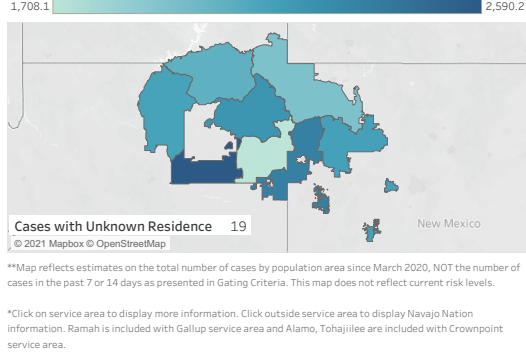 1,708.1 2,590.2
New Mexico
Cases with Unknown Residence 19
© 2021 Mapbox © OpenStreetMap
**Map reflects estimates on the total number of cases by population area since March 2020, NOT the number of
cases in the past 7 or 14 days as presented in Gating Criteria. This map does not reflect current risk levels.
*Click on service area to display more information. Click outside service area to display Navajo Nation
information. Ramah is included with Gallup service area and Alamo, Tohajiilee are included with Crownpoint
service area.